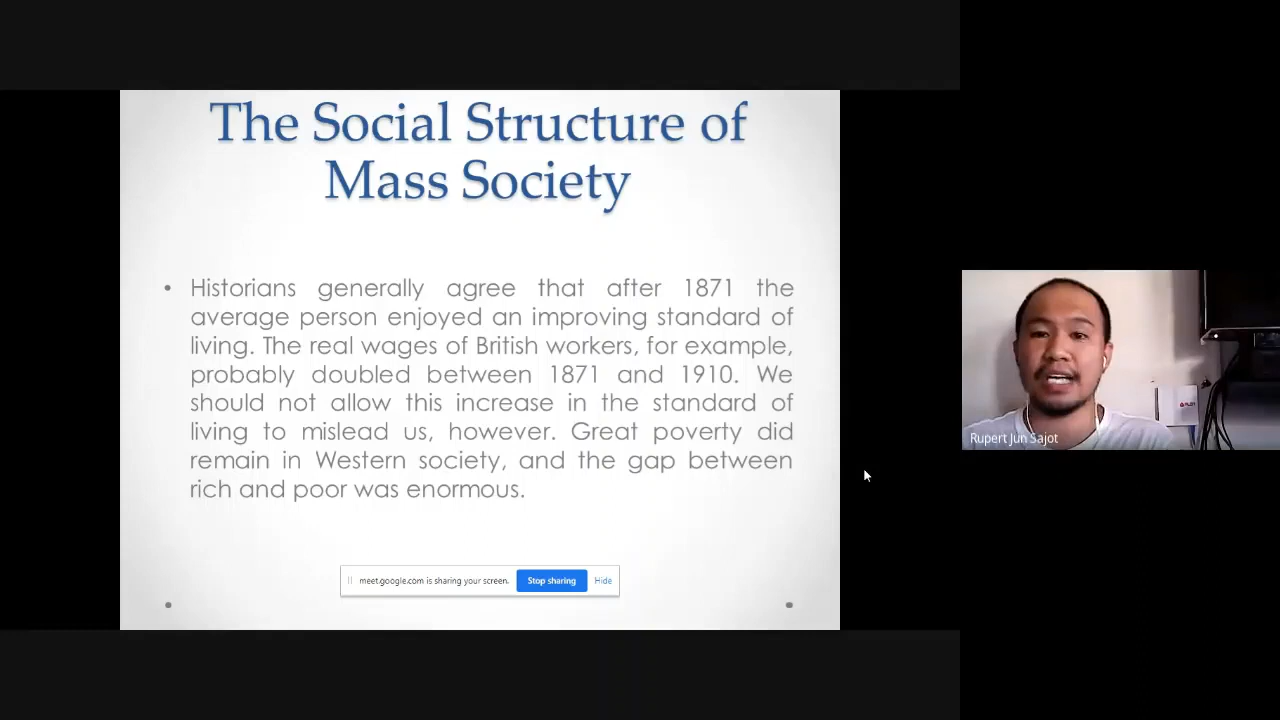 The Social Structure of
Mass Society
• Historians generally agree that after 1871 the
average person enjoyed an improving standard of
living. The real wages of British workers, for example,
probably doubled between 1871 and 1910. We
should not allow this increase in the standard of
living to mislead us, however. Great poverty did
remain in Western society, and the gap between
rich and poor was enormous.
meet.google.com is sharing your screen. Stop sharing Hide
Rupert Jun Sajot